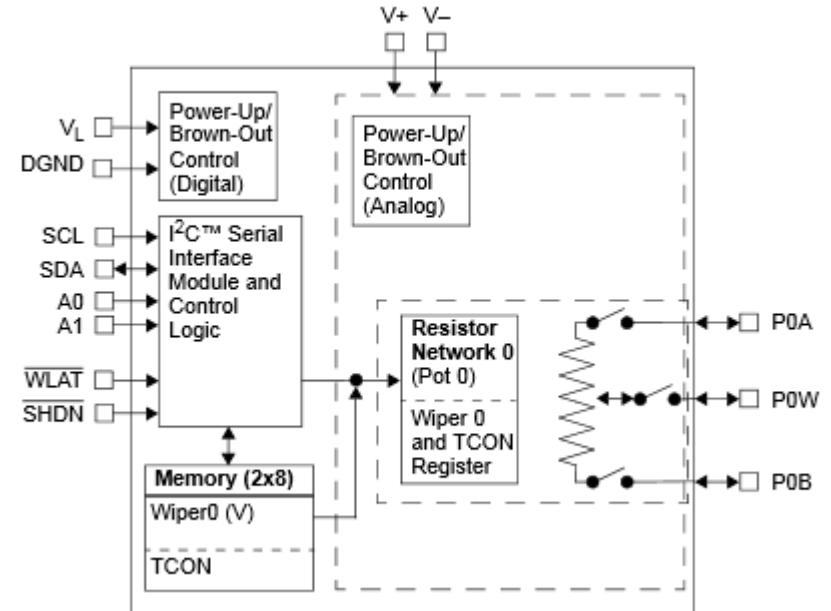 V+ V–
Power-Up/
Brown-Out
Control
(Digital)
VL
DGND
Power-Up/
Brown-Out
Control
(Analog)
SCL
SDA
A0
A1
WLAT
SHDN
I2C™ Serial
Interface
Module and
Control
Logic
Resistor
Network 0
(Pot 0)
Wiper 0
and TCON
Register
P0A
P0W
P0B
Memory (2x8)
Wiper0 (V)
TCON